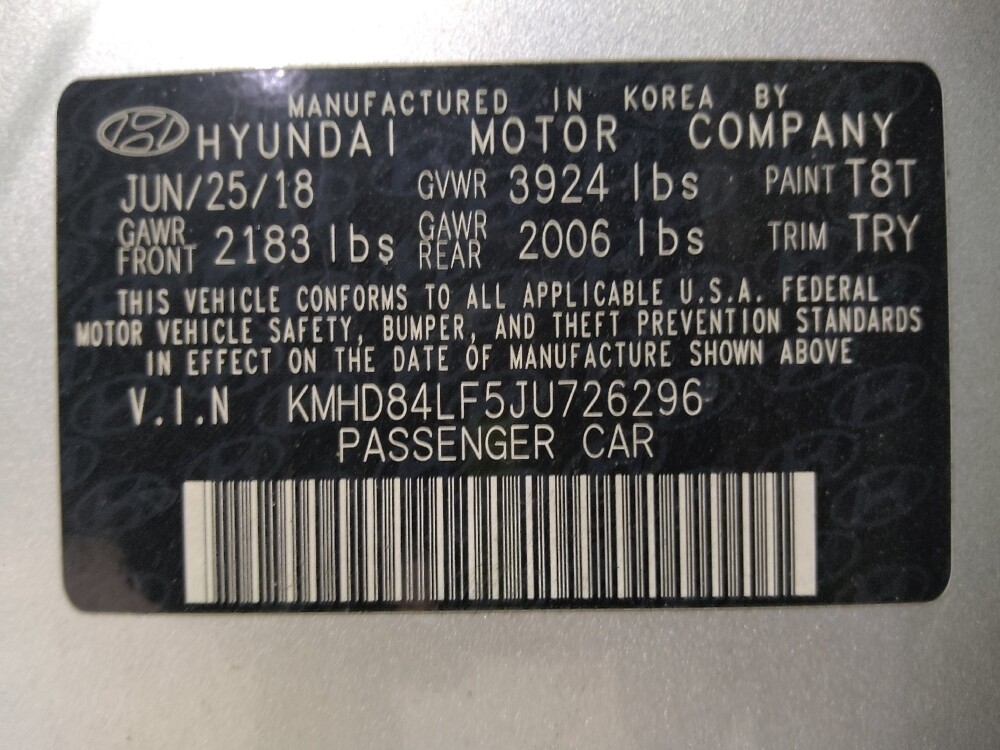 MANUFACTURED IN KOREA BY
HYUNDAI MOTOR COMPANY
JUN/25/18 GVWR 3924 lbs PAINT T8T
GAWR FRONT 2183 lbs GAWR REAR 2006 lbs TRIM TRY
THIS VEHICLE CONFORMS TO ALL APPLICABLE U.S.A. FEDERAL
MOTOR VEHICLE SAFETY, BUMPER, AND THEFT PREVENTION STANDARDS
IN EFFECT ON THE DATE OF MANUFACTURE SHOWN ABOVE
V.I.N KMHD84LF5JU726296
PASSENGER CAR